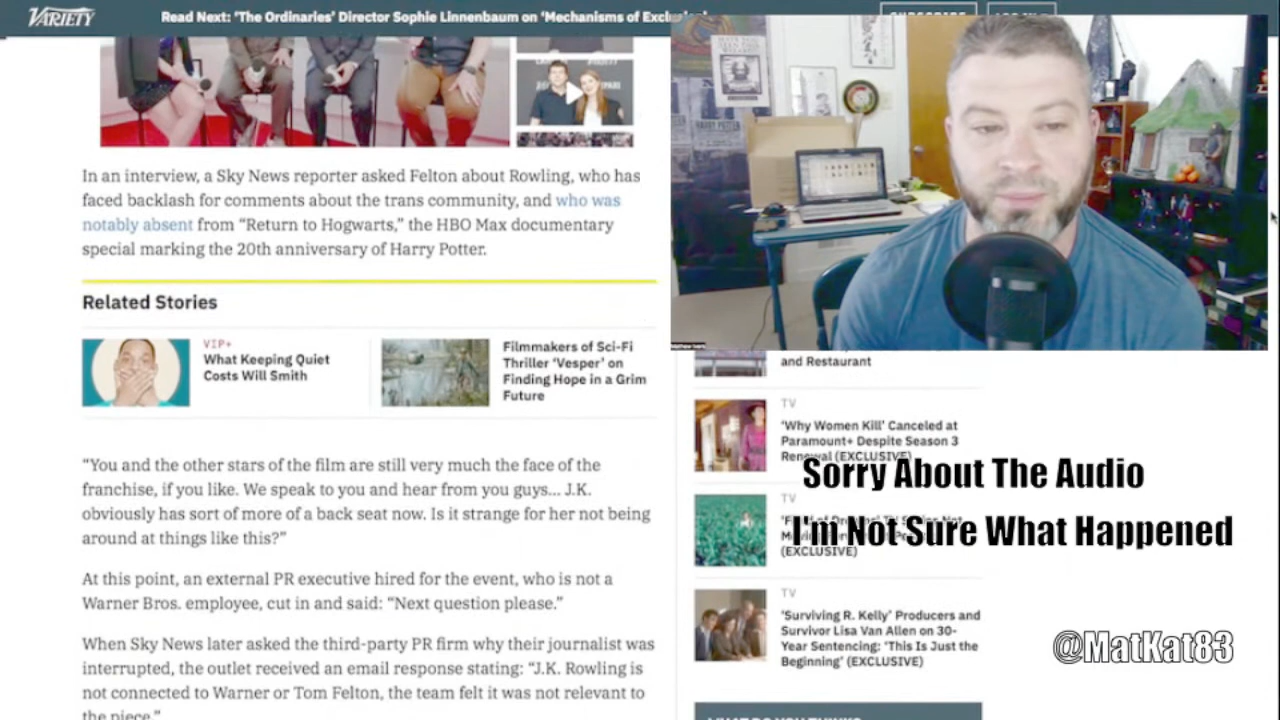 VARIETY
Read Next: ‘The Ordinaries’ Director Sophie Linnenbaum on ‘Mechanisms of
In an interview, a Sky News reporter asked Felton about Rowling, who has
faced backlash for comments about the trans community, and who was
notably absent from “Return to Hogwarts,” the HBO Max documentary
special marking the 20th anniversary of Harry Potter.
Related Stories
VIP+
What Keeping Quiet
Costs Will Smith
Filmmakers of Sci-Fi
Thriller ‘Vesper’ on
Finding Hope in a Grim
Future
“You and the other stars of the film are still very much the face of the
franchise, if you like. We speak to you and hear from you guys… J.K.
obviously has sort of more of a back seat now. Is it strange for her not being
around at things like this?”
At this point, an external PR executive hired for the event, who is not a
Warner Bros. employee, cut in and said: “Next question please.”
When Sky News later asked the third-party PR firm why their journalist was
interrupted, the outlet received an email response stating: “J.K. Rowling is
not connected to Warner or Tom Felton, the team felt it was not relevant to
the piece.”
and Restaurant
TV
‘Why Women Kill’ Canceled at
Paramount+ Despite Season 3
Renewal (EXCLUSIVE)
Sorry About The Audio
TV
I'm Not Sure What Happened
(EXCLUSIVE)
TV
‘Surviving R. Kelly’ Producers and
Survivor Lisa Van Allen on 30-
Year Sentencing: ‘This Is Just the
Beginning’ (EXCLUSIVE)
@MatKat83